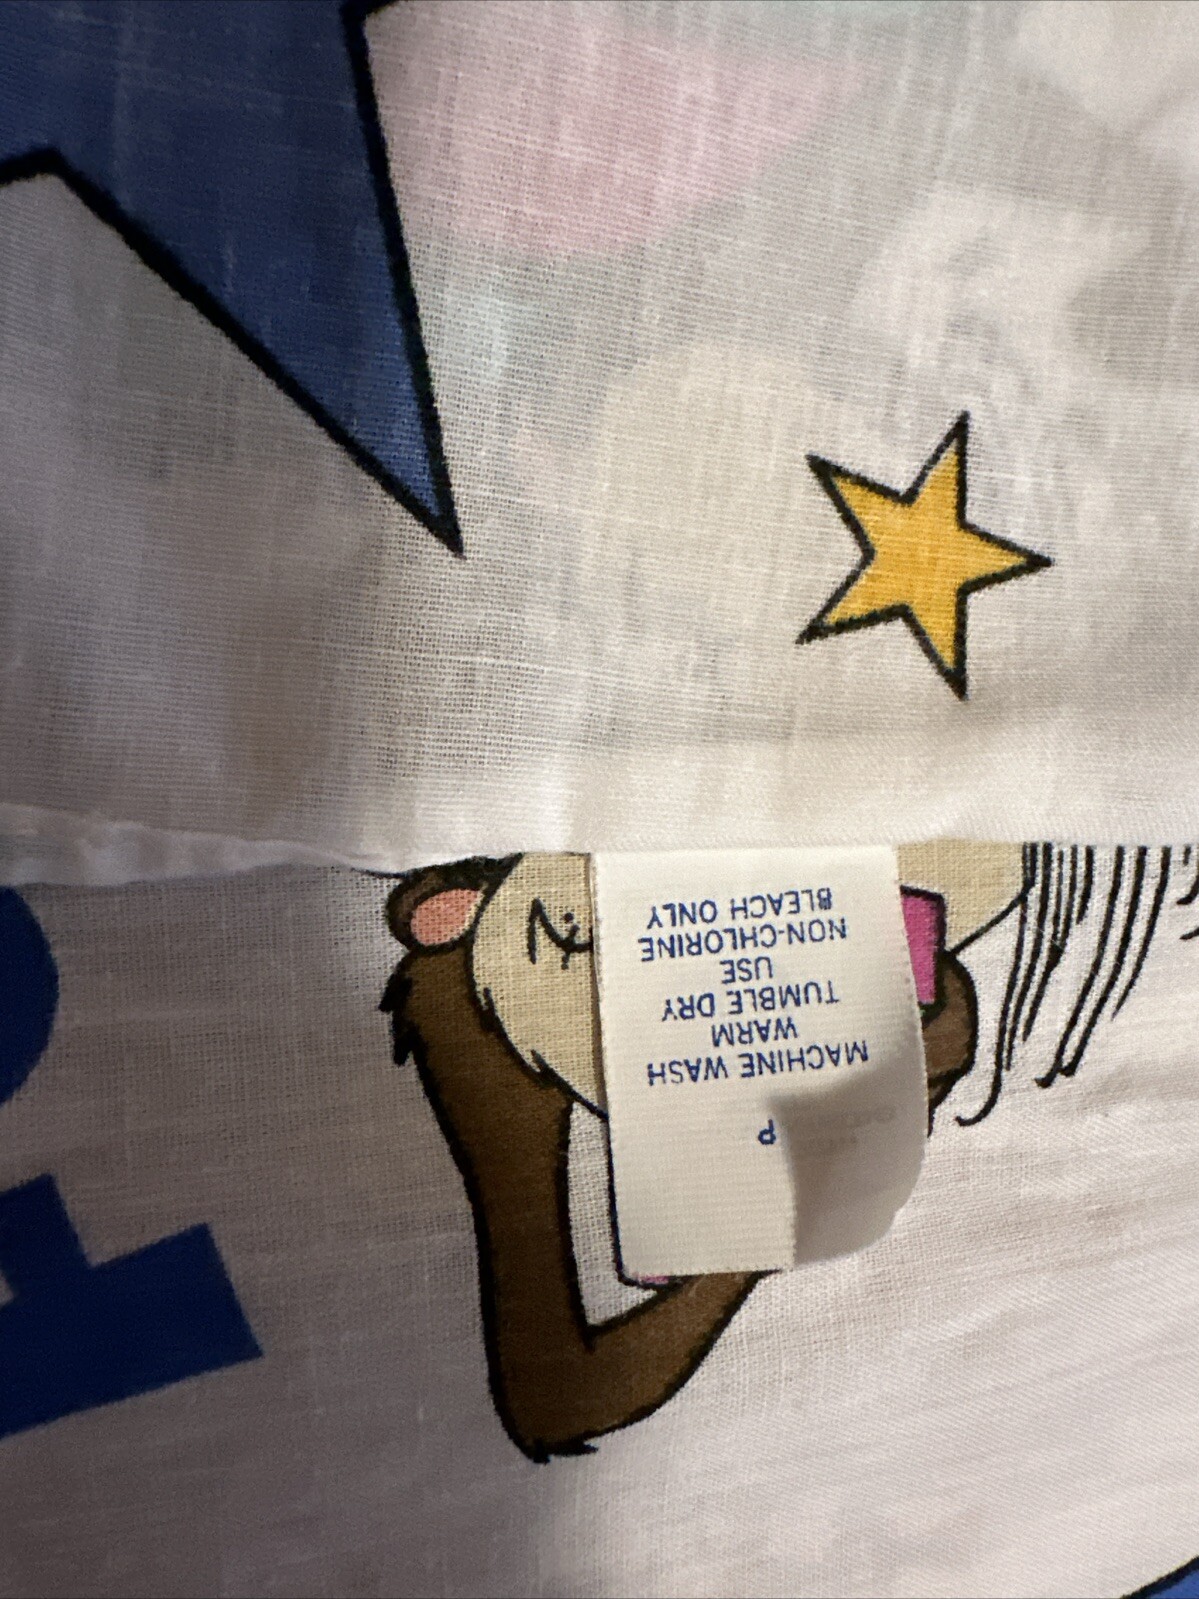 P
MACHINE WASH
WARM
TUMBLE DRY
USE
NON-CHLORINE
BLEACH ONLY